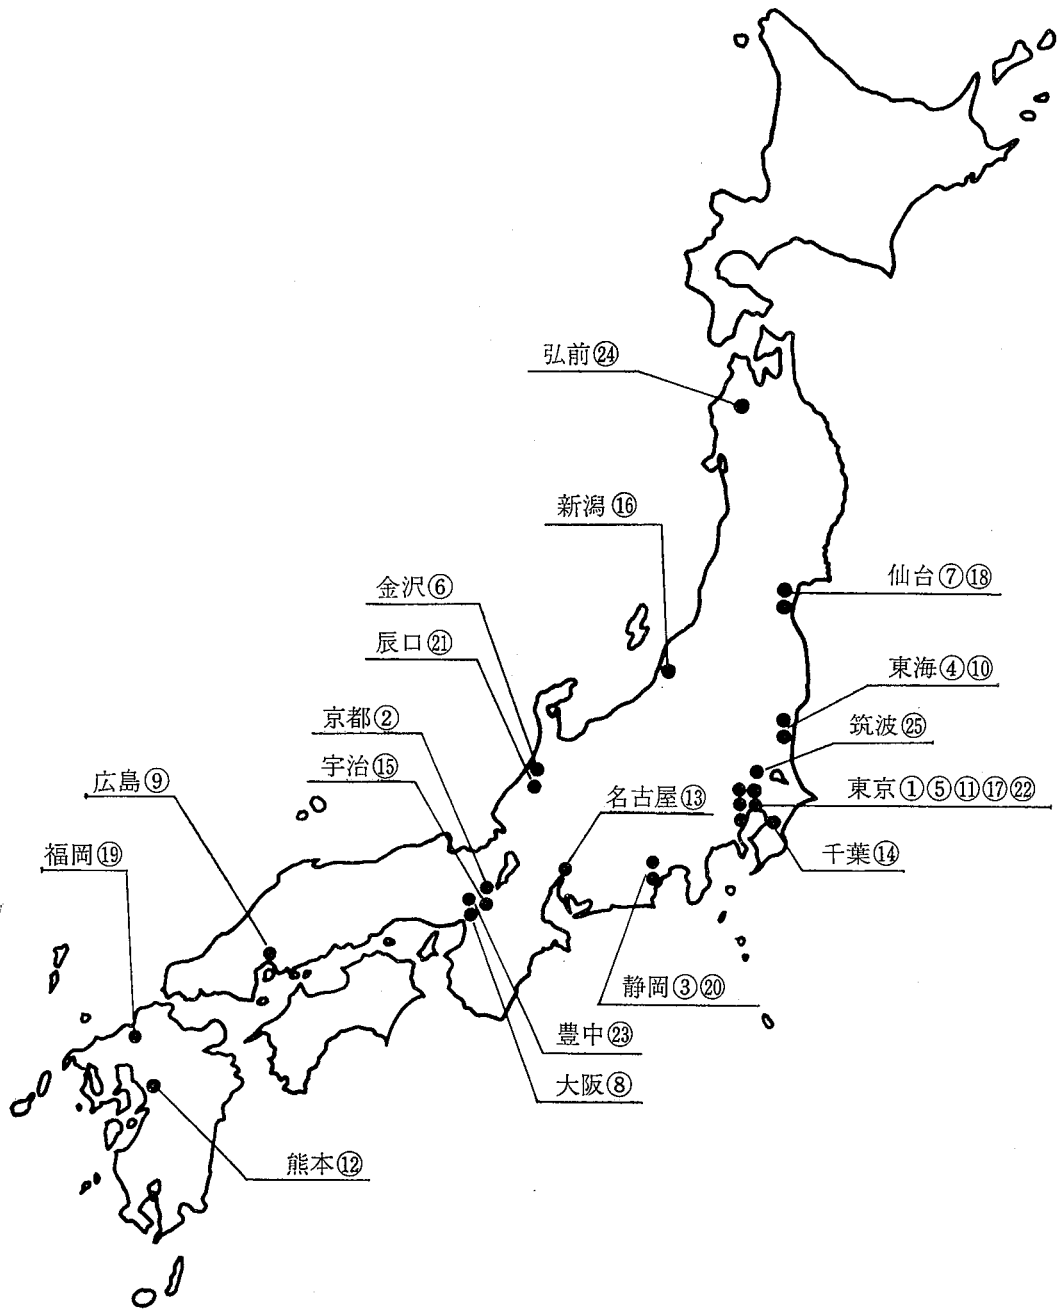 弘前㉔
新潟⑯
金沢⑥
仙台⑦⑱
辰口㉑
東海④⑩
京都②
筑波㉕
宇治⑮
広島⑨
名古屋⑬
東京①⑤⑪⑰㉒
福岡⑲
千葉⑭
静岡③⑳
豊中㉓
大阪⑧
熊本⑫